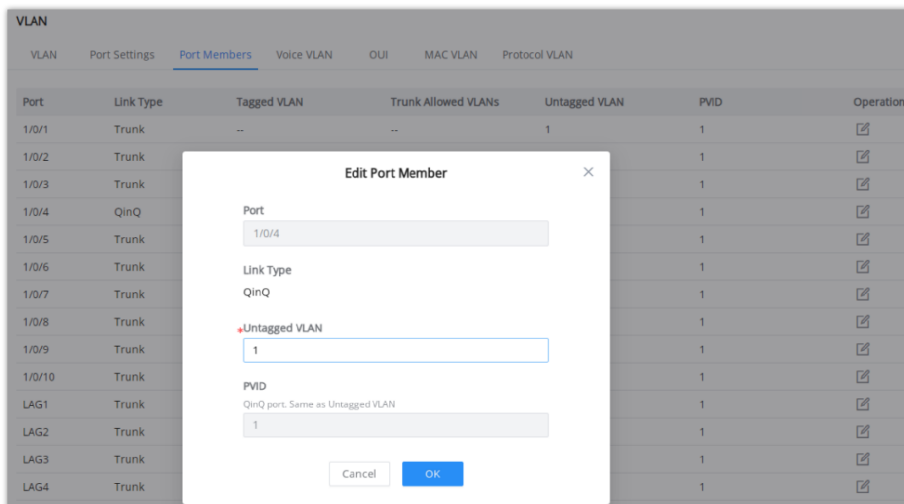 VLAN
VLAN Port Settings Port Members Voice VLAN OUI MAC VLAN Protocol VLAN
Port Link Type Tagged VLAN Trunk Allowed VLANs Untagged VLAN PVID Operation
1/0/1 Trunk -- -- 1 1
1/0/2 Trunk 1
1/0/3 Trunk 1
1/0/4 QinQ 1
1/0/5 Trunk 1
1/0/6 Trunk 1
1/0/7 Trunk 1
1/0/8 Trunk 1
1/0/9 Trunk 1
1/0/10 Trunk 1
LAG1 Trunk 1
LAG2 Trunk 1
LAG3 Trunk 1
LAG4 Trunk 1
Edit Port Member
Port
1/0/4
Link Type
QinQ
*Untagged VLAN
1
PVID
QinQ port. Same as Untagged VLAN
1
Cancel OK